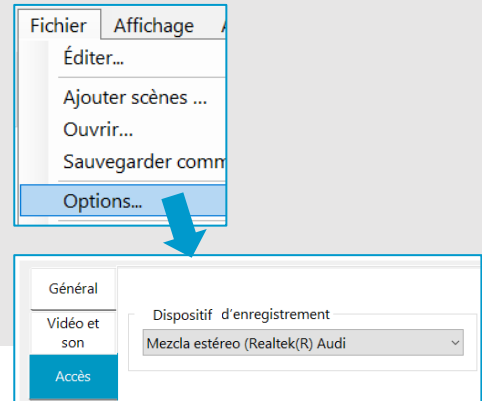 Fichier Affichage
Éditer...
Ajouter scènes ...
Ouvrir...
Sauvegarder comm
Options...
Général
Vidéo et
son
Accès
Dispositif d'enregistrement
Mezcla estéreo (Realtek(R) Audi